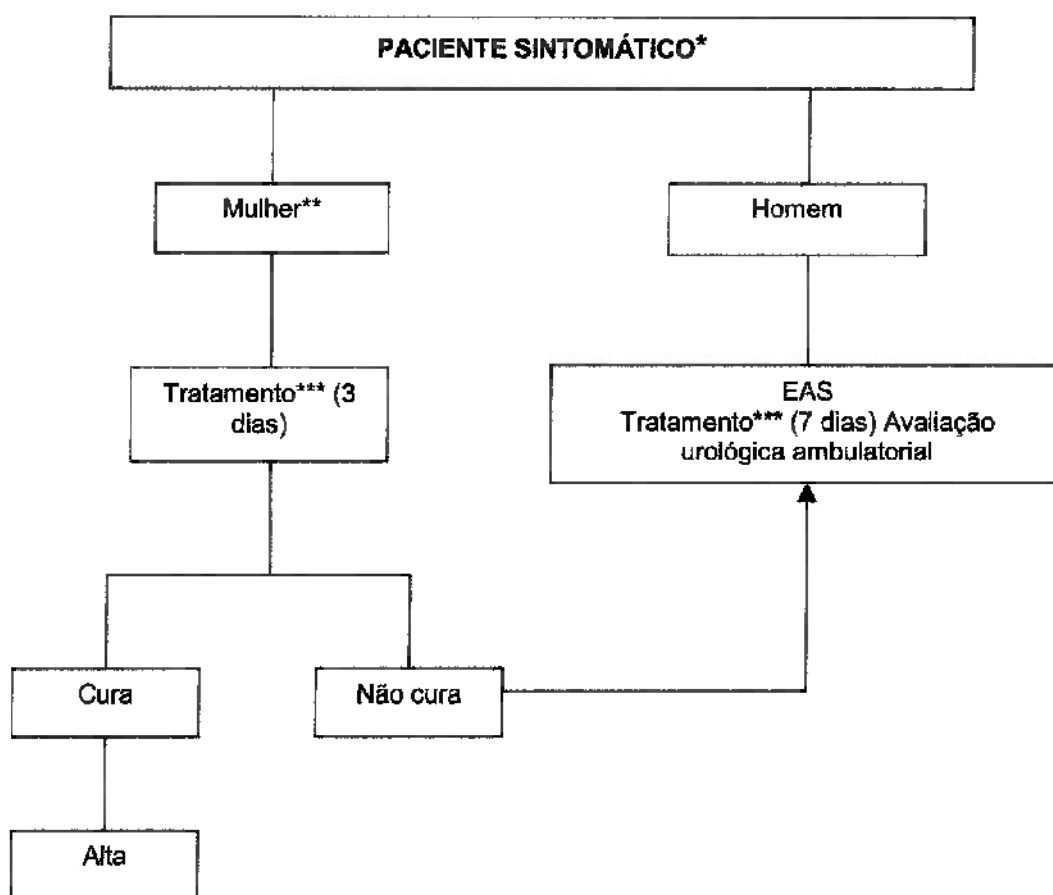 PACIENTE SINTOMÁTICO*
Mulher**
Homem
Tratamento*** (3
dias)
EAS
Tratamento*** (7 dias) Avaliação
urológica ambulatorial
Cura
Não cura
Alta